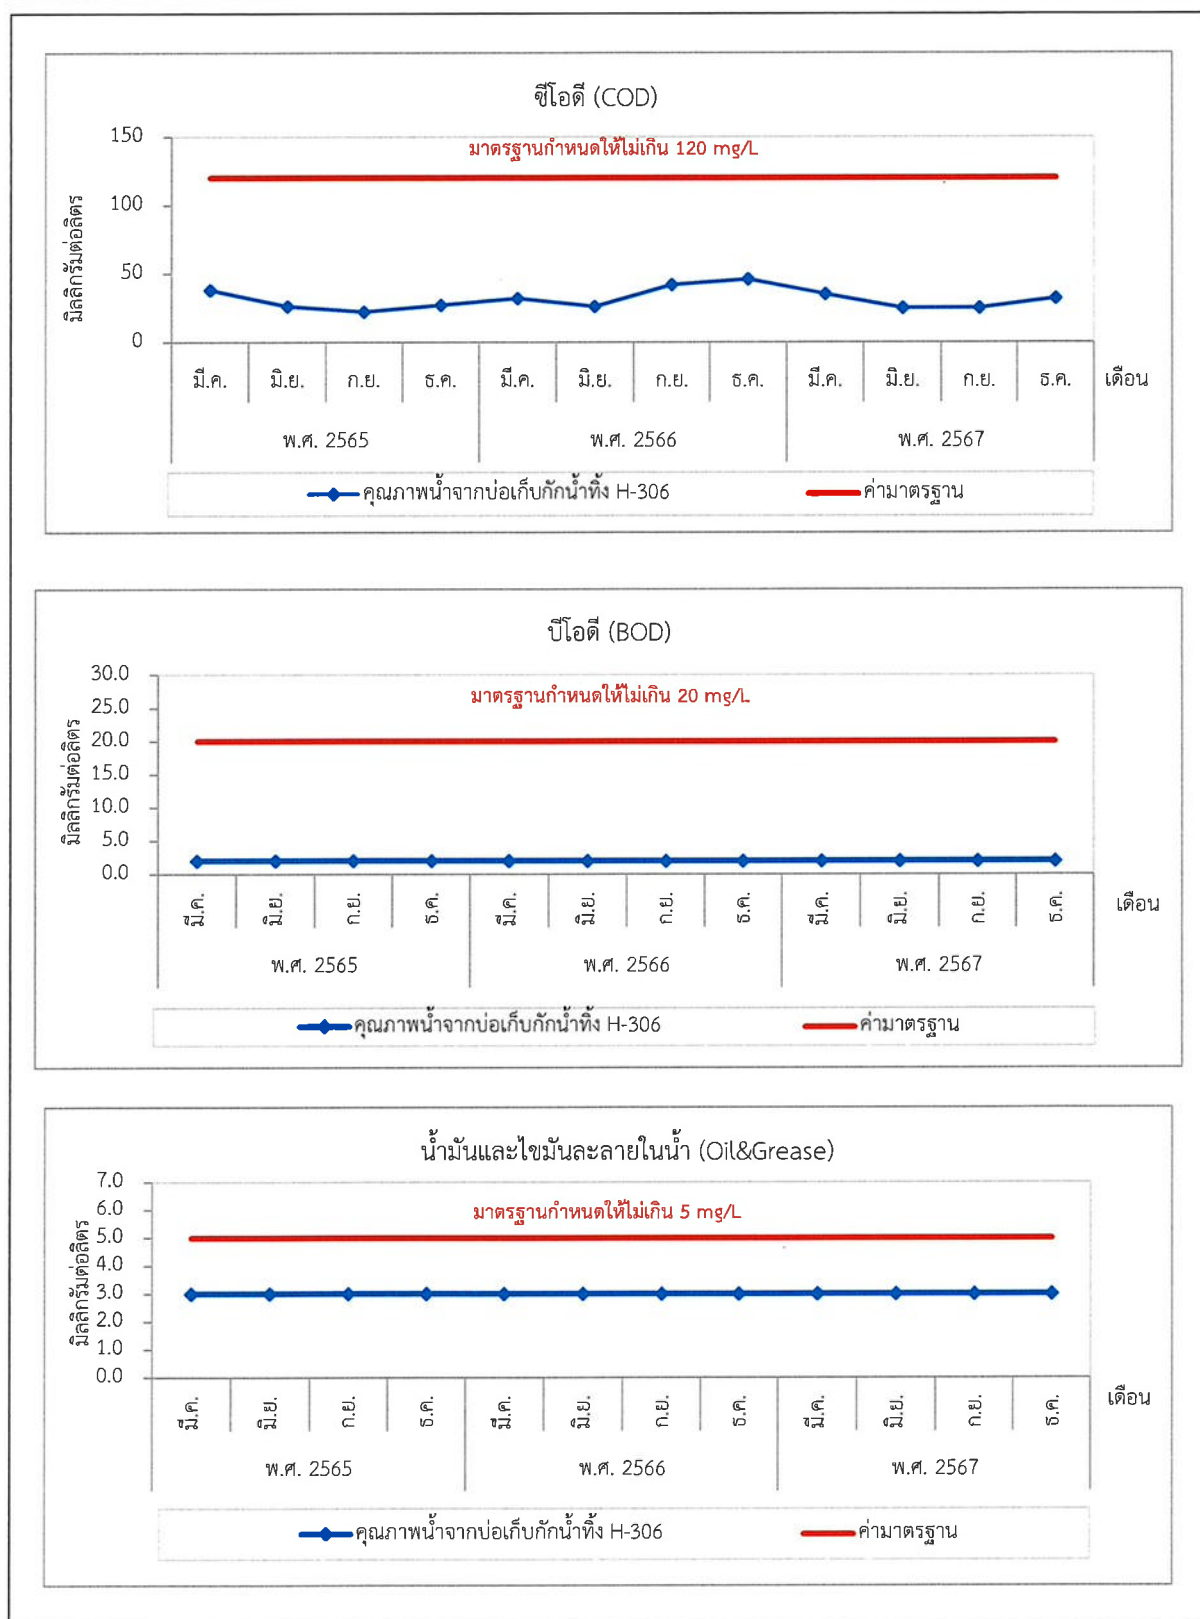 ซีโอดี (COD)
มาตรฐานกำหนดให้ไม่เกิน 120 mg/L
มิลลิกรัมต่อลิตร
150
100
50
0
มี.ค. มิ.ย. ก.ย. ธ.ค. มี.ค. มิ.ย. ก.ย. ธ.ค. มี.ค. มิ.ย. ก.ย. ธ.ค. เดือน
พ.ศ. 2565 พ.ศ. 2566 พ.ศ. 2567
คุณภาพน้ำจากบ่อเก็บกักน้ำทิ้ง H-306 ค่ามาตรฐาน
บีโอดี (BOD)
มาตรฐานกำหนดให้ไม่เกิน 20 mg/L
มิลลิกรัมต่อลิตร
30.0
25.0
20.0
15.0
10.0
5.0
0.0
มี.ค. มิ.ย. ก.ย. ธ.ค. มี.ค. มิ.ย. ก.ย. ธ.ค. มี.ค. มิ.ย. ก.ย. ธ.ค. เดือน
พ.ศ. 2565 พ.ศ. 2566 พ.ศ. 2567
คุณภาพน้ำจากบ่อเก็บกักน้ำทิ้ง H-306 ค่ามาตรฐาน
น้ำมันและไขมันละลายในน้ำ (Oil&Grease)
มาตรฐานกำหนดให้ไม่เกิน 5 mg/L
มิลลิกรัมต่อลิตร
7.0
6.0
5.0
4.0
3.0
2.0
1.0
0.0
มี.ค. มิ.ย. ก.ย. ธ.ค. มี.ค. มิ.ย. ก.ย. ธ.ค. มี.ค. มิ.ย. ก.ย. ธ.ค. เดือน
พ.ศ. 2565 พ.ศ. 2566 พ.ศ. 2567
คุณภาพน้ำจากบ่อเก็บกักน้ำทิ้ง H-306 ค่ามาตรฐาน